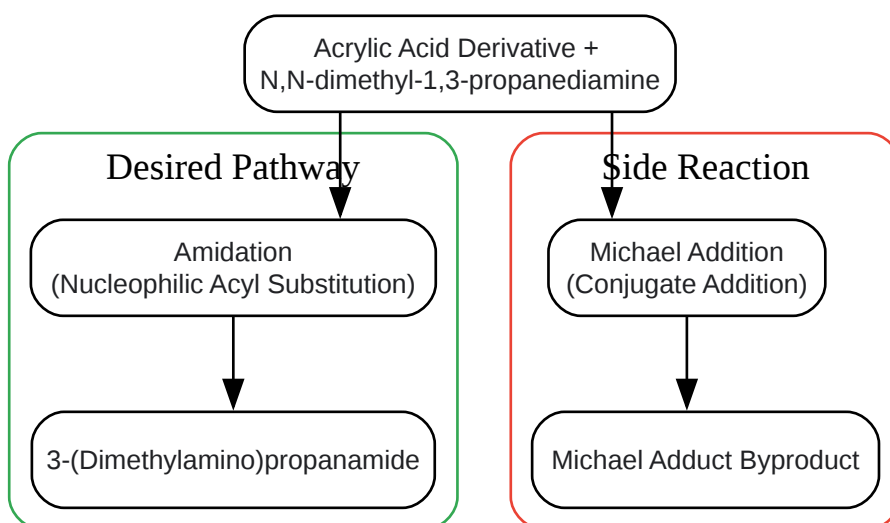 Acrylic Acid Derivative +
N,N-dimethyl-1,3-propanediamine
Desired Pathway
Side Reaction
Amidation
(Nucleophilic Acyl Substitution)
Michael Addition
(Conjugate Addition)
3-(Dimethylamino)propanamide
Michael Adduct Byproduct